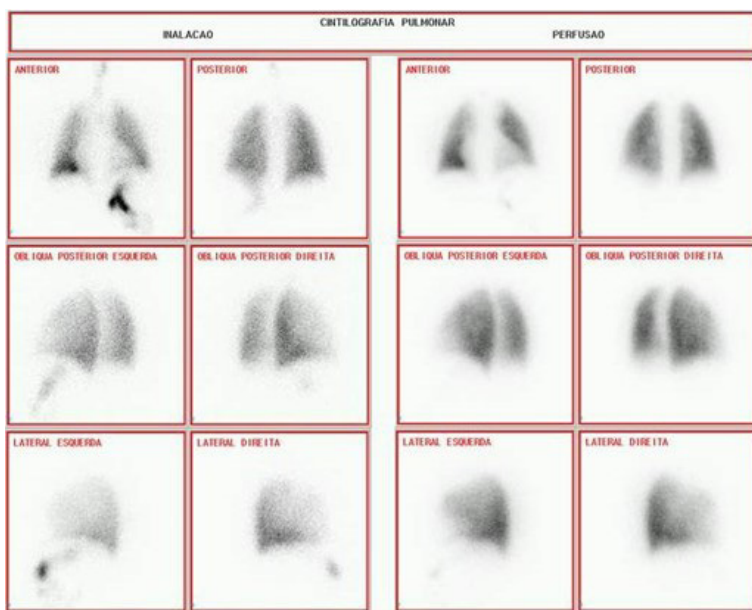 CINTILOGRAFIA PULMONAR
INALACAO PERFUSAO
ANTERIOR POSTERIOR ANTERIOR POSTERIOR
OBLIQUA POSTERIOR ESQUERDA OBLIQUA POSTERIOR DIREITA OBLIQUA POSTERIOR ESQUERDA OBLIQUA POSTERIOR DIREITA
LATERAL ESQUERDA LATERAL DIREITA LATERAL ESQUERDA LATERAL DIREITA